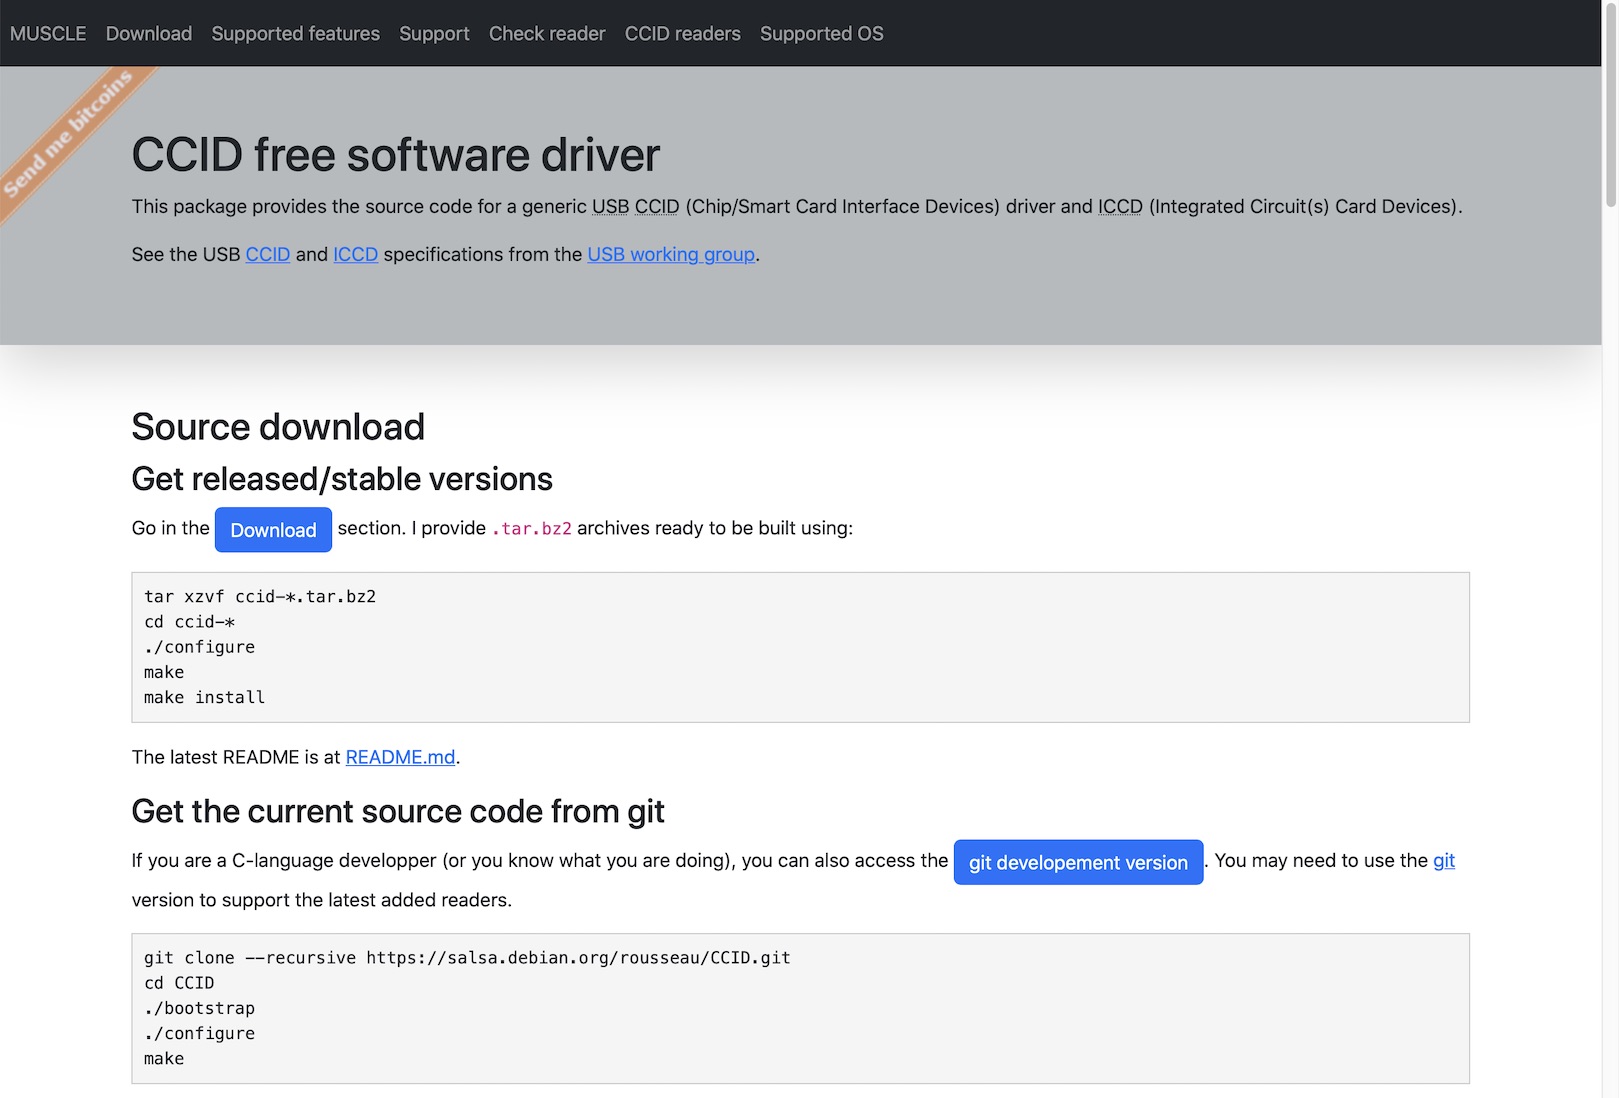 MUSCLE Download Supported features Support Check reader CCID readers Supported OS
Send me bitcoins
CCID free software driver
This package provides the source code for a generic USB CCID (Chip/Smart Card Interface Devices) driver and ICCD (Integrated Circuit(s) Card Devices).
See the USB CCID and ICCD specifications from the USB working group.
Source download
Get released/stable versions
Go in the Download section. I provide .tar.bz2 archives ready to be built using:
tar xzvf ccid-*.tar.bz2
cd ccid-*
./configure
make
make install
The latest README is at README.md.
Get the current source code from git
If you are a C-language developper (or you know what you are doing), you can also access the git developement version. You may need to use the git
version to support the latest added readers.
git clone --recursive https://salsa.debian.org/rousseau/CCID.git
cd CCID
./bootstrap
./configure
make